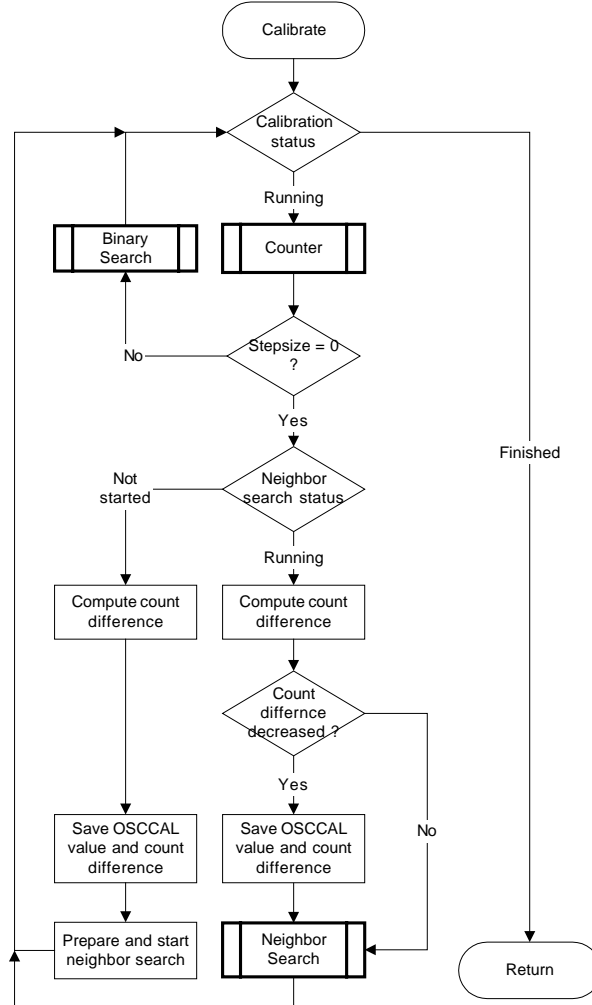 Calibrate
Calibration
status
Running
Binary
Search
Counter
No
Stepsize = 0
?
Yes
Finished
Not
started
Neighbor
search status
Running
Compute count
difference
Compute count
difference
Count
differnce
decreased ?
Yes
No
Save OSCCAL
value and count
difference
Save OSCCAL
value and count
difference
Prepare and start
neighbor search
Neighbor
Search
Return